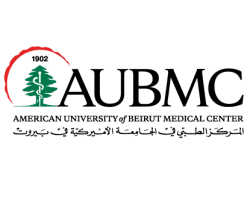 1902
AUBMC
AMERICAN UNIVERSITY of BEIRUT MEDICAL CENTER
المركز الطبي في الجامعة الأميركية في بيروت